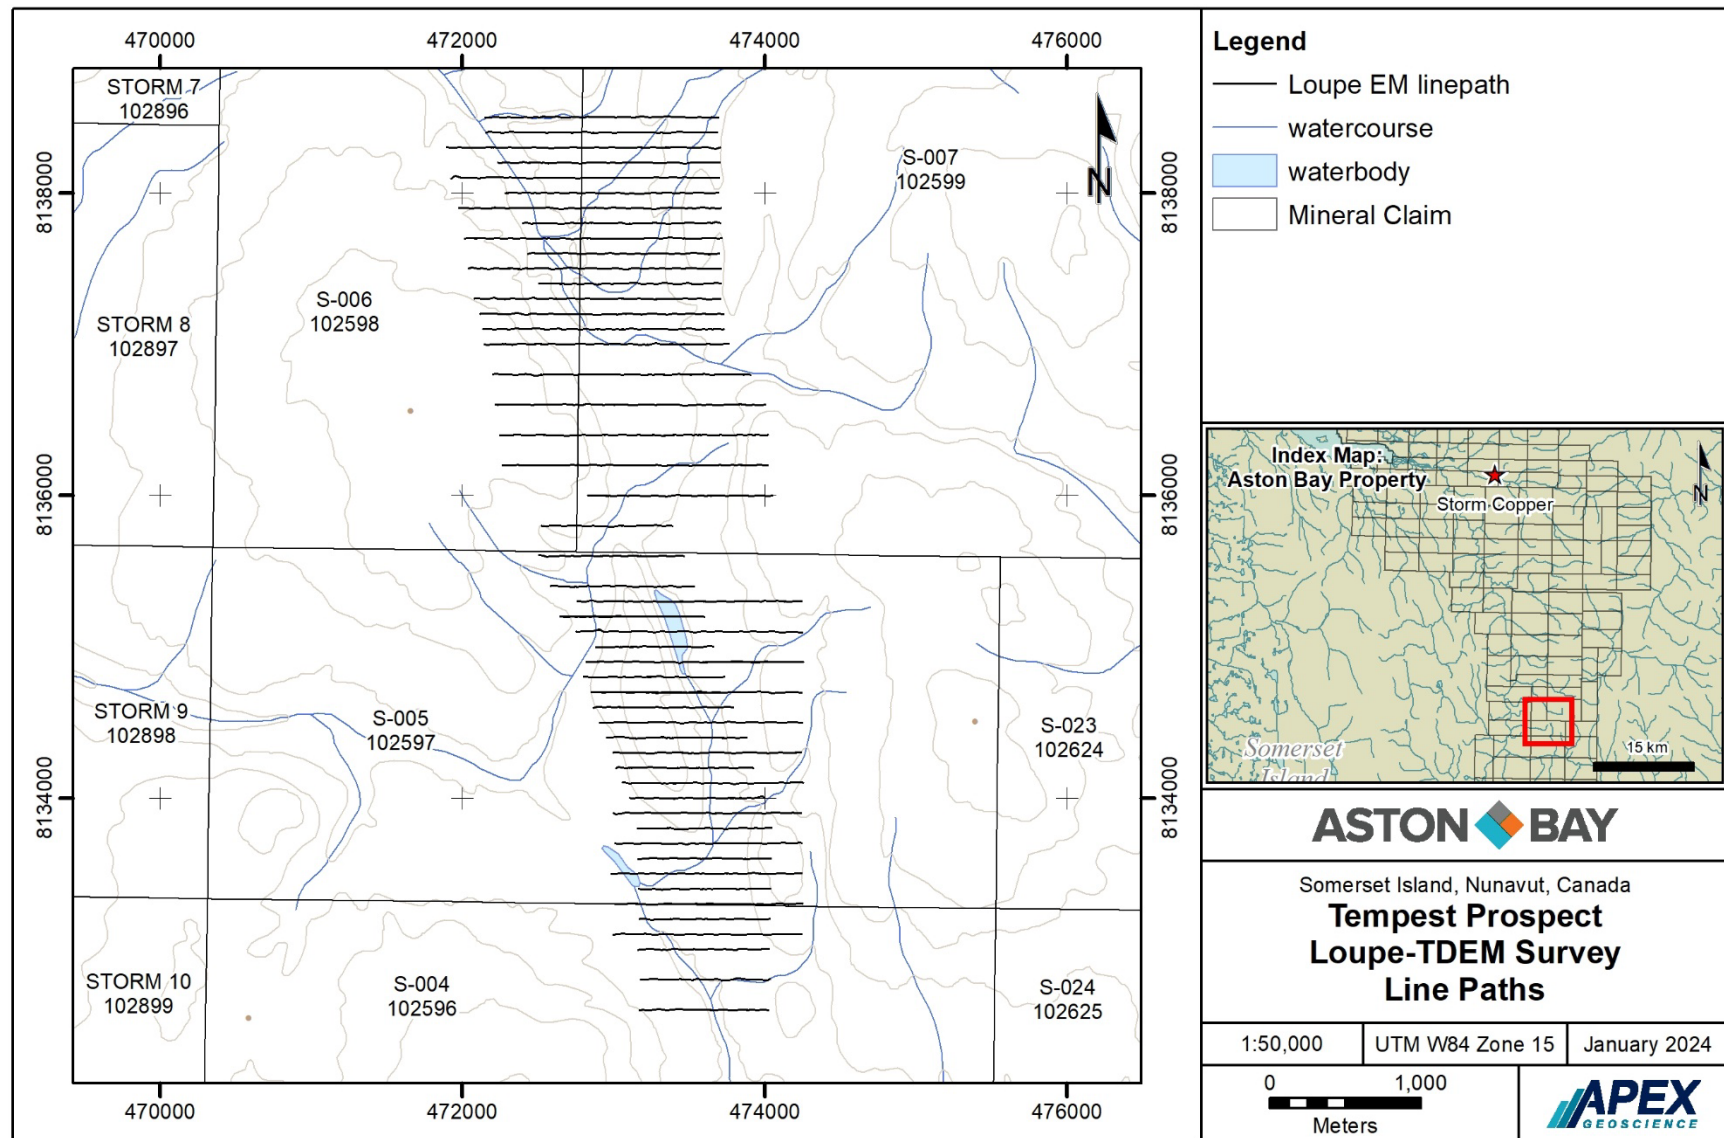 470000
472000
474000
476000
8138000
8136000
8134000
STORM 7
102896
S-007
102599
S-006
102598
STORM 8
102897
STORM 9
102898
S-005
102597
S-023
102624
STORM 10
102899
S-004
102596
S-024
102625
N
8138000
8136000
8134000
470000
472000
474000
476000
Legend
Loupe EM linepath
watercourse
waterbody
Mineral Claim
Index Map:
Aston Bay Property
Storm Copper
N
Somerset
Island
15 km
ASTON BAY
Somerset Island, Nunavut, Canada
Tempest Prospect
Loupe-TDEM Survey
Line Paths
1:50,000
UTM W84 Zone 15
January 2024
0 1,000
Meters
APEX
GEOSCIENCE